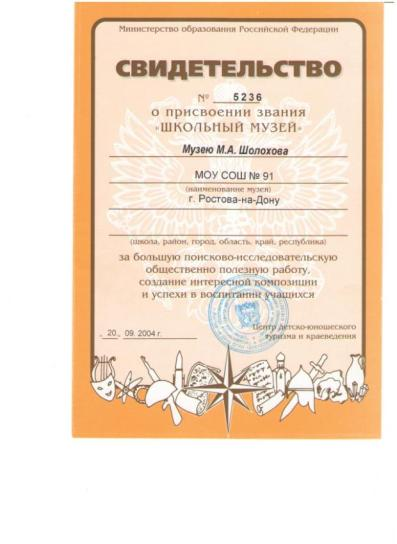 Министерство образования Российской Федерации
СВИДЕТЕЛЬСТВО
№ 5236
о присвоении звания
«ШКОЛЬНЫЙ МУЗЕЙ»
Музею М.А. Шолохова
МОУ СОШ № 91
(наименование музея)
г. Ростова-на-Дону
(школа, район, город, область, край, республика)
за большую поисково-исследовательскую
общественно полезную работу,
создание интересной композиции
и успехи в воспитании учащихся
„ 20„ 09. 2004 г.
Центр детско-юношеского
туризма и краеведения